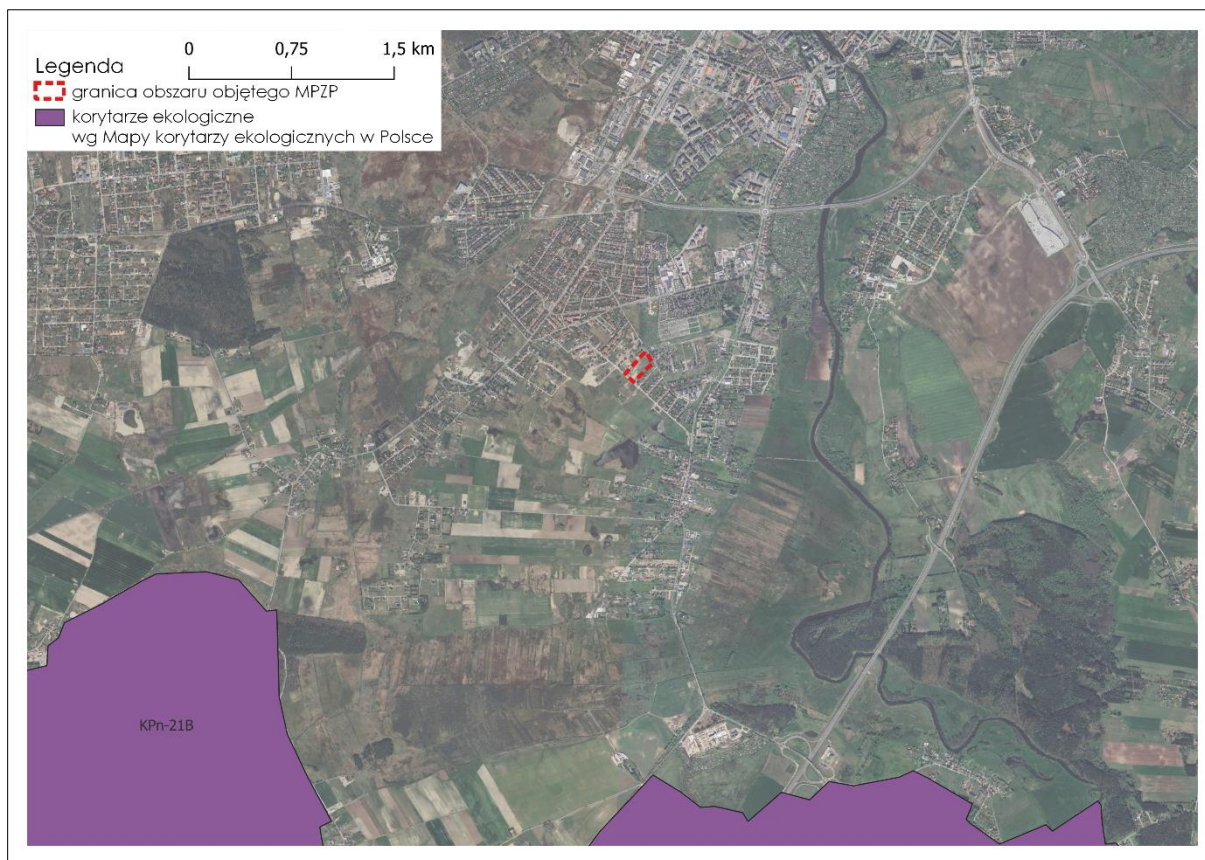 0 0,75 1,5 km
Legenda
granica obszaru objętego MPZP
korytarze ekologiczne
wg Mapy korytarzy ekologicznych w Polsce
KPn-21B